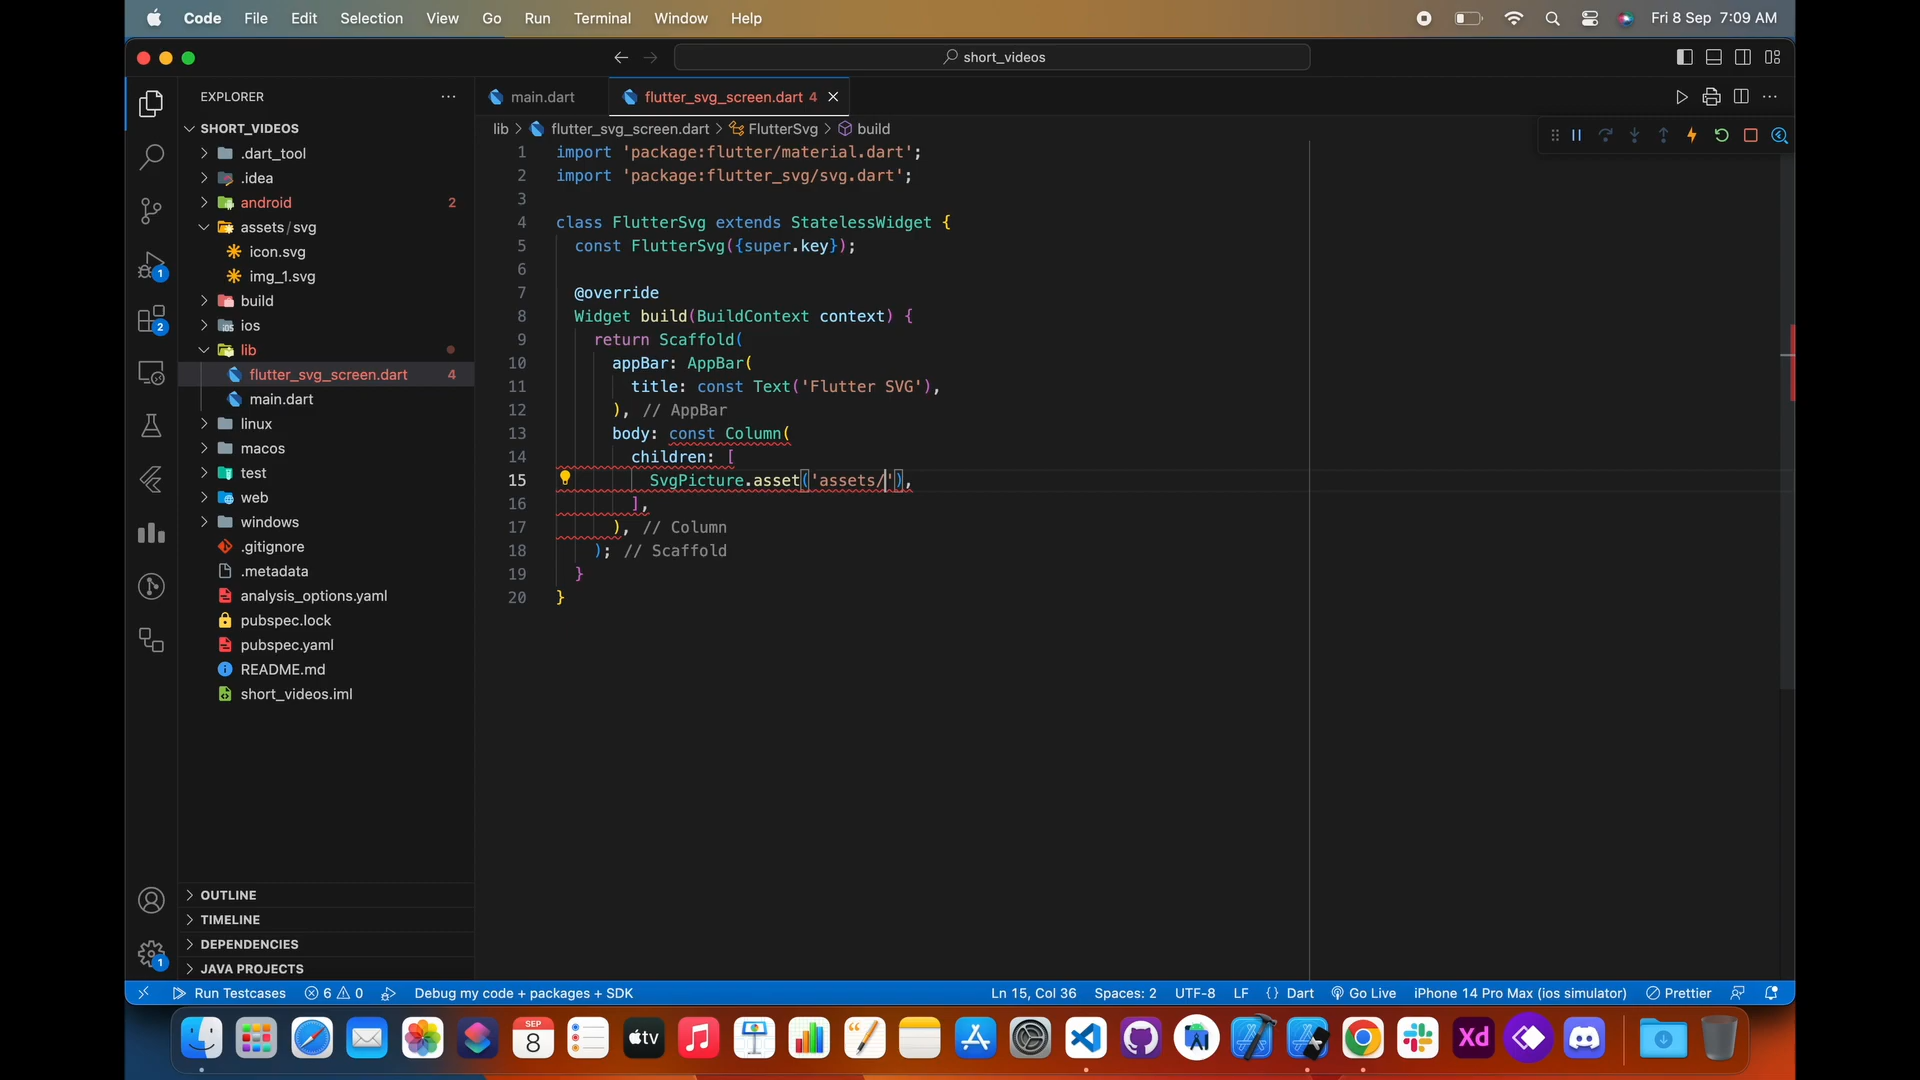 Code File Edit Selection View Go Run Terminal Window Help
Fri 8 Sep 7:09 AM
short_videos
EXPLORER
main.dart
flutter_svg_screen.dart 4
lib > flutter_svg_screen.dart > FlutterSvg > build
SHORT_VIDEOS
.dart_tool
.idea
android 2
assets / svg
icon.svg
img_1.svg
build
ios
lib
flutter_svg_screen.dart 4
main.dart
linux
macos
test
web
windows
.gitignore
.metadata
analysis_options.yaml
pubspec.lock
pubspec.yaml
README.md
short_videos.iml
OUTLINE
TIMELINE
DEPENDENCIES
JAVA PROJECTS
1
2
1
1 import 'package:flutter/material.dart';
2 import 'package:flutter_svg/svg.dart';
3
4 class FlutterSvg extends StatelessWidget {
5 const FlutterSvg({super.key});
6
7 @override
8 Widget build(BuildContext context) {
9 return Scaffold(
10 appBar: AppBar(
11 title: const Text('Flutter SVG'),
12 ), // AppBar
13 body: const Column(
14 children: [
15 SvgPicture.asset('assets/'),
16 ],
17 ), // Column
18 ); // Scaffold
19 }
20 }
Run Testcases 6 0 Debug my code + packages + SDK
Ln 15, Col 36 Spaces: 2 UTF-8 LF {} Dart Go Live iPhone 14 Pro Max (ios simulator) Prettier
SEP
8
tv
Xd